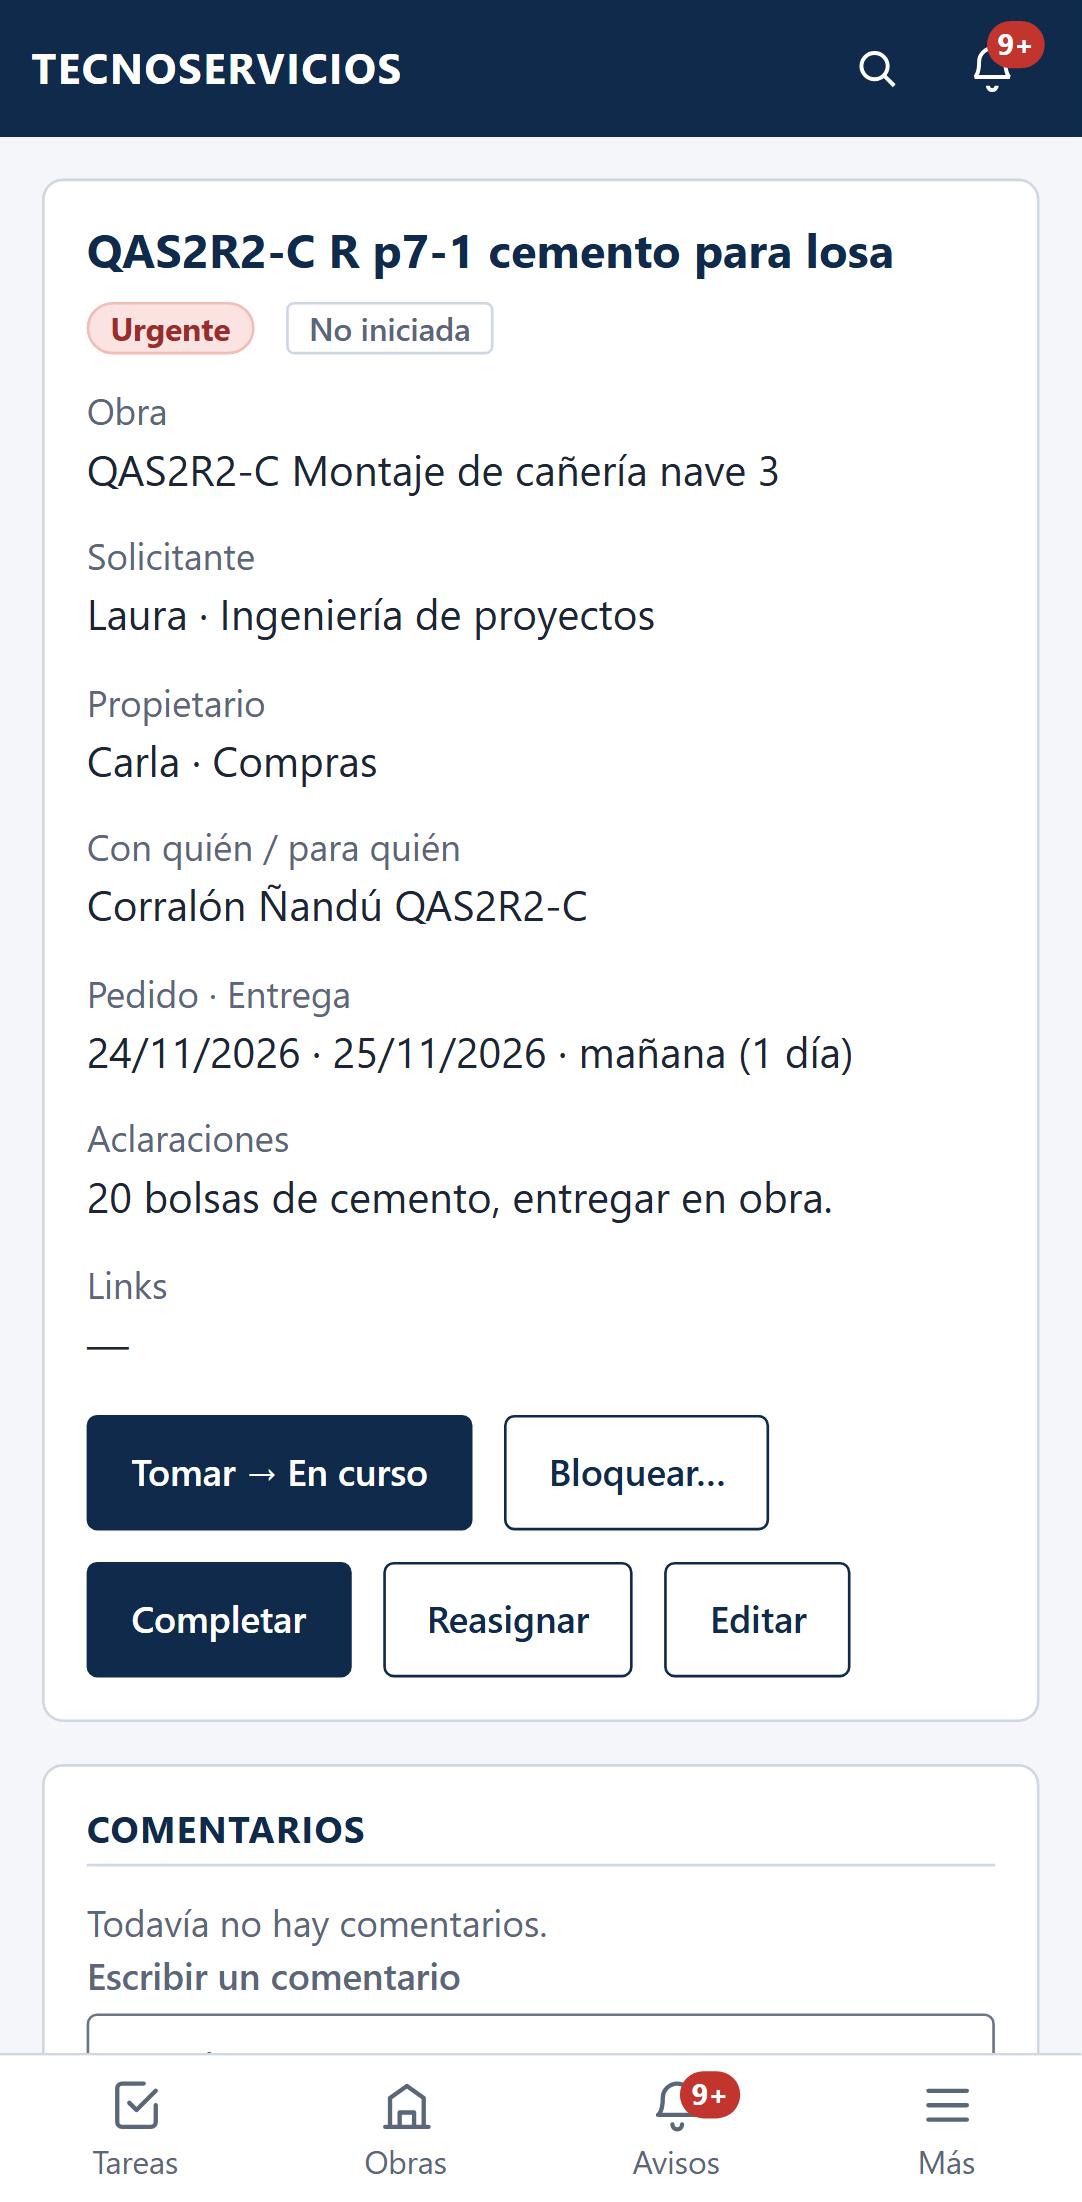 TECNOSERVICIOS
9+
QAS2R2-C R p7-1 cemento para losa
Urgente
No iniciada
Obra
QAS2R2-C Montaje de cañería nave 3
Solicitante
Laura · Ingeniería de proyectos
Propietario
Carla · Compras
Con quién / para quién
Corralón Ñandú QAS2R2-C
Pedido · Entrega
24/11/2026 · 25/11/2026 · mañana (1 día)
Aclaraciones
20 bolsas de cemento, entregar en obra.
Links
—
Tomar → En curso
Bloquear...
Completar
Reasignar
Editar
COMENTARIOS
Todavía no hay comentarios.
Escribir un comentario
9+
Tareas
Obras
Avisos
Más